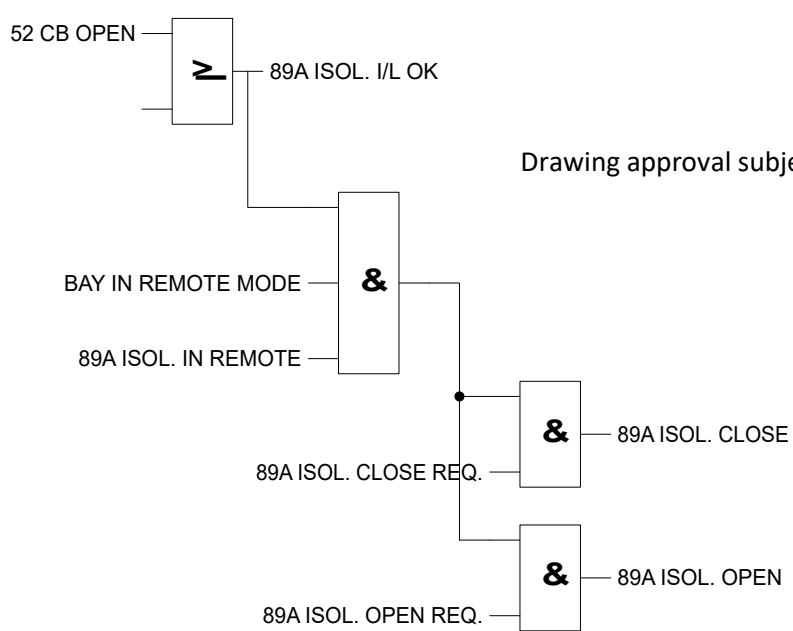 52 CB OPEN
≥
89A ISOL. I/L OK
Drawing approval subje
&
BAY IN REMOTE MODE
89A ISOL. IN REMOTE
&
89A ISOL. CLOSE
89A ISOL. CLOSE REQ.
&
89A ISOL. OPEN
89A ISOL. OPEN REQ.